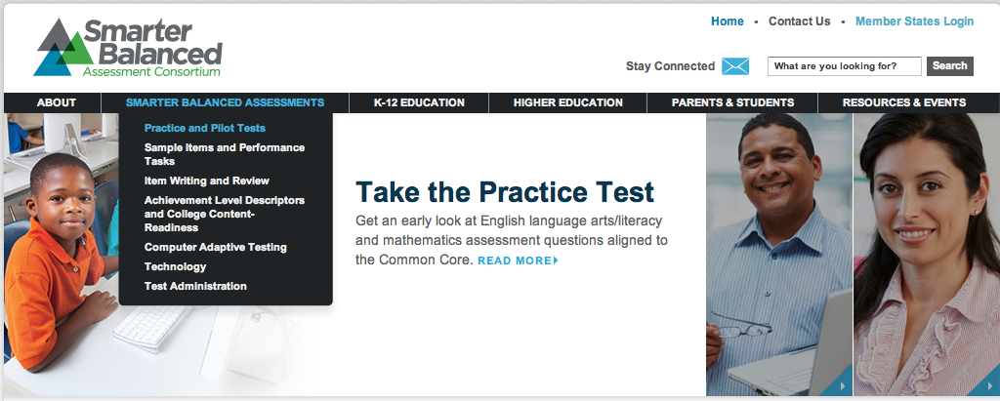 Smarter
Balanced
Assessment Consortium
Home • Contact Us • Member States Login
Stay Connected
What are you looking for?
Search
ABOUT
SMARTER BALANCED ASSESSMENTS
K-12 EDUCATION
HIGHER EDUCATION
PARENTS & STUDENTS
RESOURCES & EVENTS
Practice and Pilot Tests
Sample Items and Performance
Tasks
Item Writing and Review
Achievement Level Descriptors
and College Content-
Readiness
Computer Adaptive Testing
Technology
Test Administration
Take the Practice Test
Get an early look at English language arts/literacy
and mathematics assessment questions aligned to
the Common Core. READ MORE